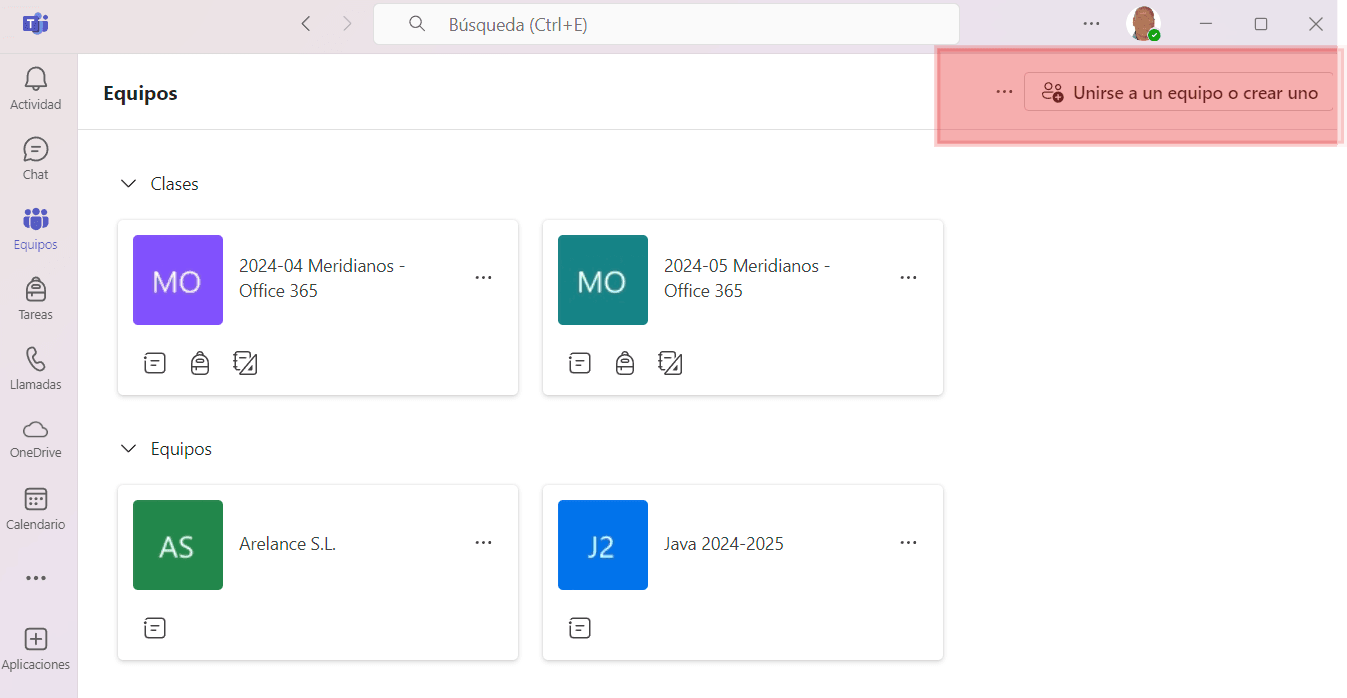 Búsqueda (Ctrl+E)
Actividad
Chat
Equipos
Tareas
Llamadas
OneDrive
Calendario
Aplicaciones
Equipos
Unirse a un equipo o crear uno
Clases
MO
2024-04 Meridianos -
Office 365
MO
2024-05 Meridianos -
Office 365
Equipos
AS
Arelance S.L.
J2
Java 2024-2025